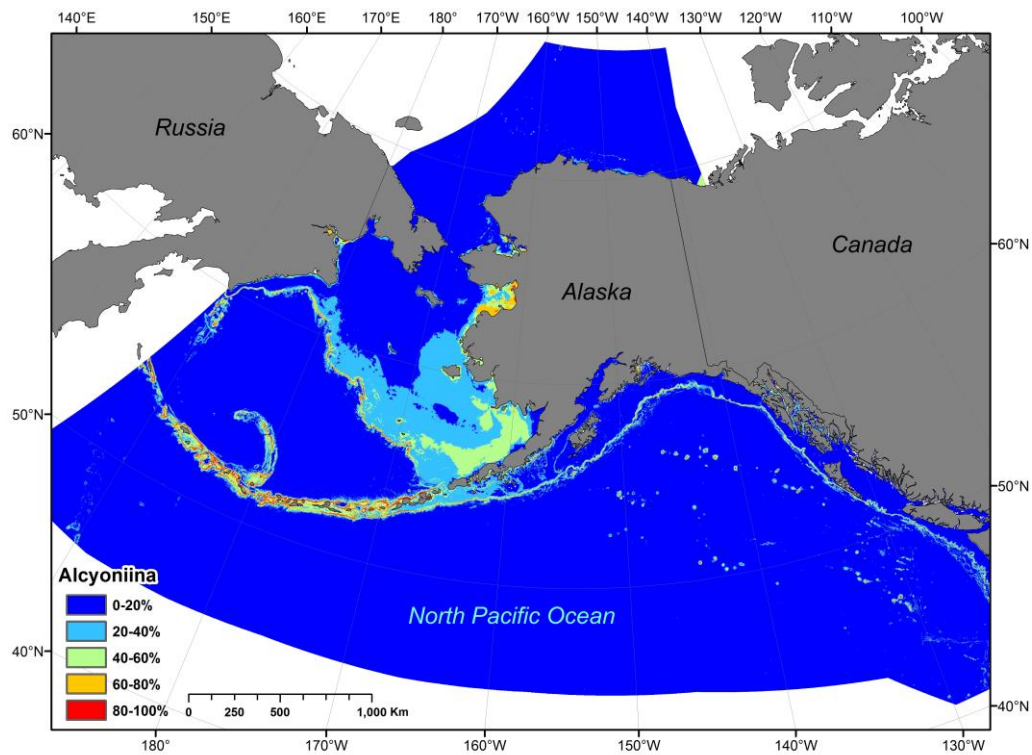 140°E 150°E 160°E 170°E 180° 170°W 160°W 150°W 140°W 130°W 120°W 110°W 100°W
60°N
Russia
60°N
Canada
Alaska
50°N
50°N
Alcyoniina
0-20%
20-40%
40-60%
60-80%
80-100%
North Pacific Ocean
40°N
0 250 500 1,000 Km
40°N
180° 170°W 160°W 150°W 140°W 130°W